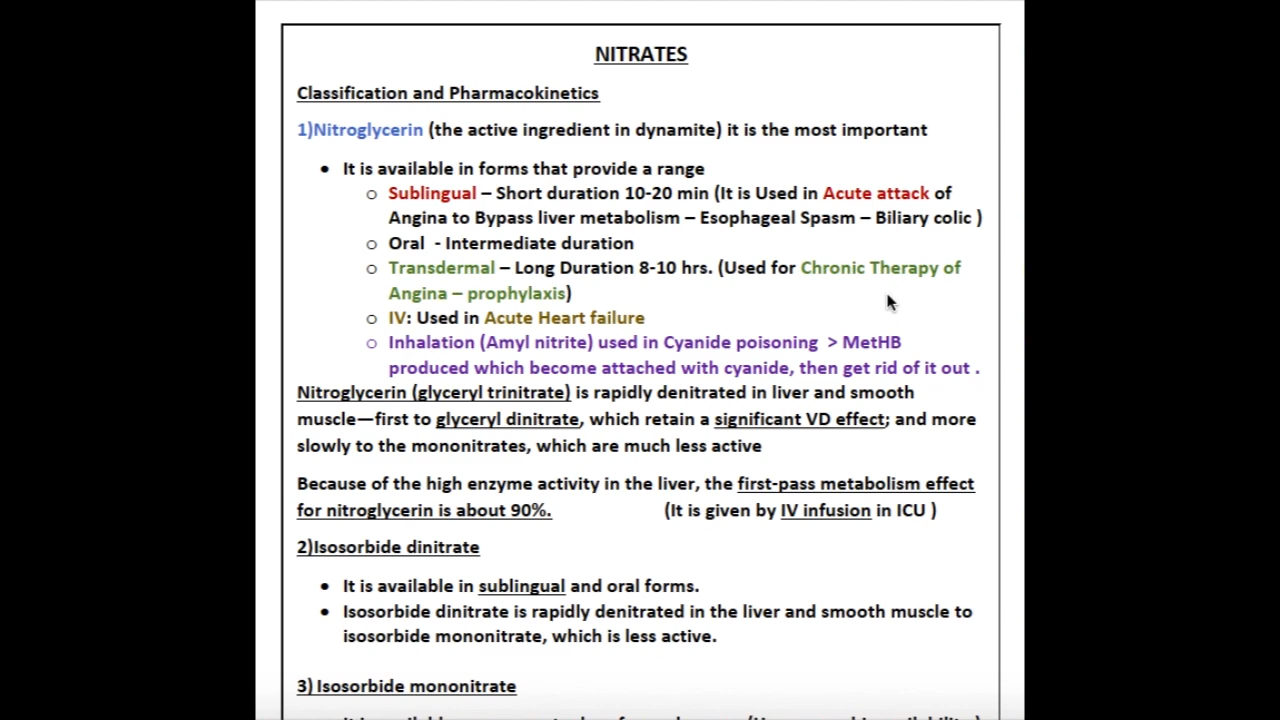 NITRATES
Classification and Pharmacokinetics
1)Nitroglycerin (the active ingredient in dynamite) it is the most important
• It is available in forms that provide a range
o Sublingual – Short duration 10-20 min (It is Used in Acute attack of
Angina to Bypass liver metabolism – Esophageal Spasm – Biliary colic )
o Oral - Intermediate duration
o Transdermal – Long Duration 8-10 hrs. (Used for Chronic Therapy of
Angina – prophylaxis)
o IV: Used in Acute Heart failure
o Inhalation (Amyl nitrite) used in Cyanide poisoning > MetHB
produced which become attached with cyanide, then get rid of it out .
Nitroglycerin (glyceryl trinitrate) is rapidly denitrated in liver and smooth
muscle—first to glyceryl dinitrate, which retain a significant VD effect; and more
slowly to the mononitrates, which are much less active
Because of the high enzyme activity in the liver, the first-pass metabolism effect
for nitroglycerin is about 90%. (It is given by IV infusion in ICU )
2)Isosorbide dinitrate
• It is available in sublingual and oral forms.
• Isosorbide dinitrate is rapidly denitrated in the liver and smooth muscle to
isosorbide mononitrate, which is less active.
3) Isosorbide mononitrate